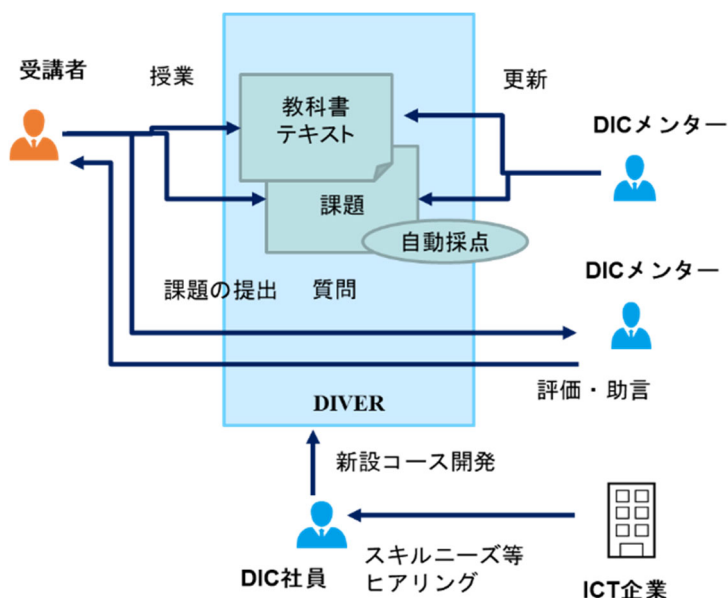 受講者
授業
教科書
テキスト
更新
DICメンター
課題
自動採点
DICメンター
課題の提出 質問
評価・助言
DIVER
新設コース開発
スキルニーズ等
ヒアリング
DIC社員
ICT企業